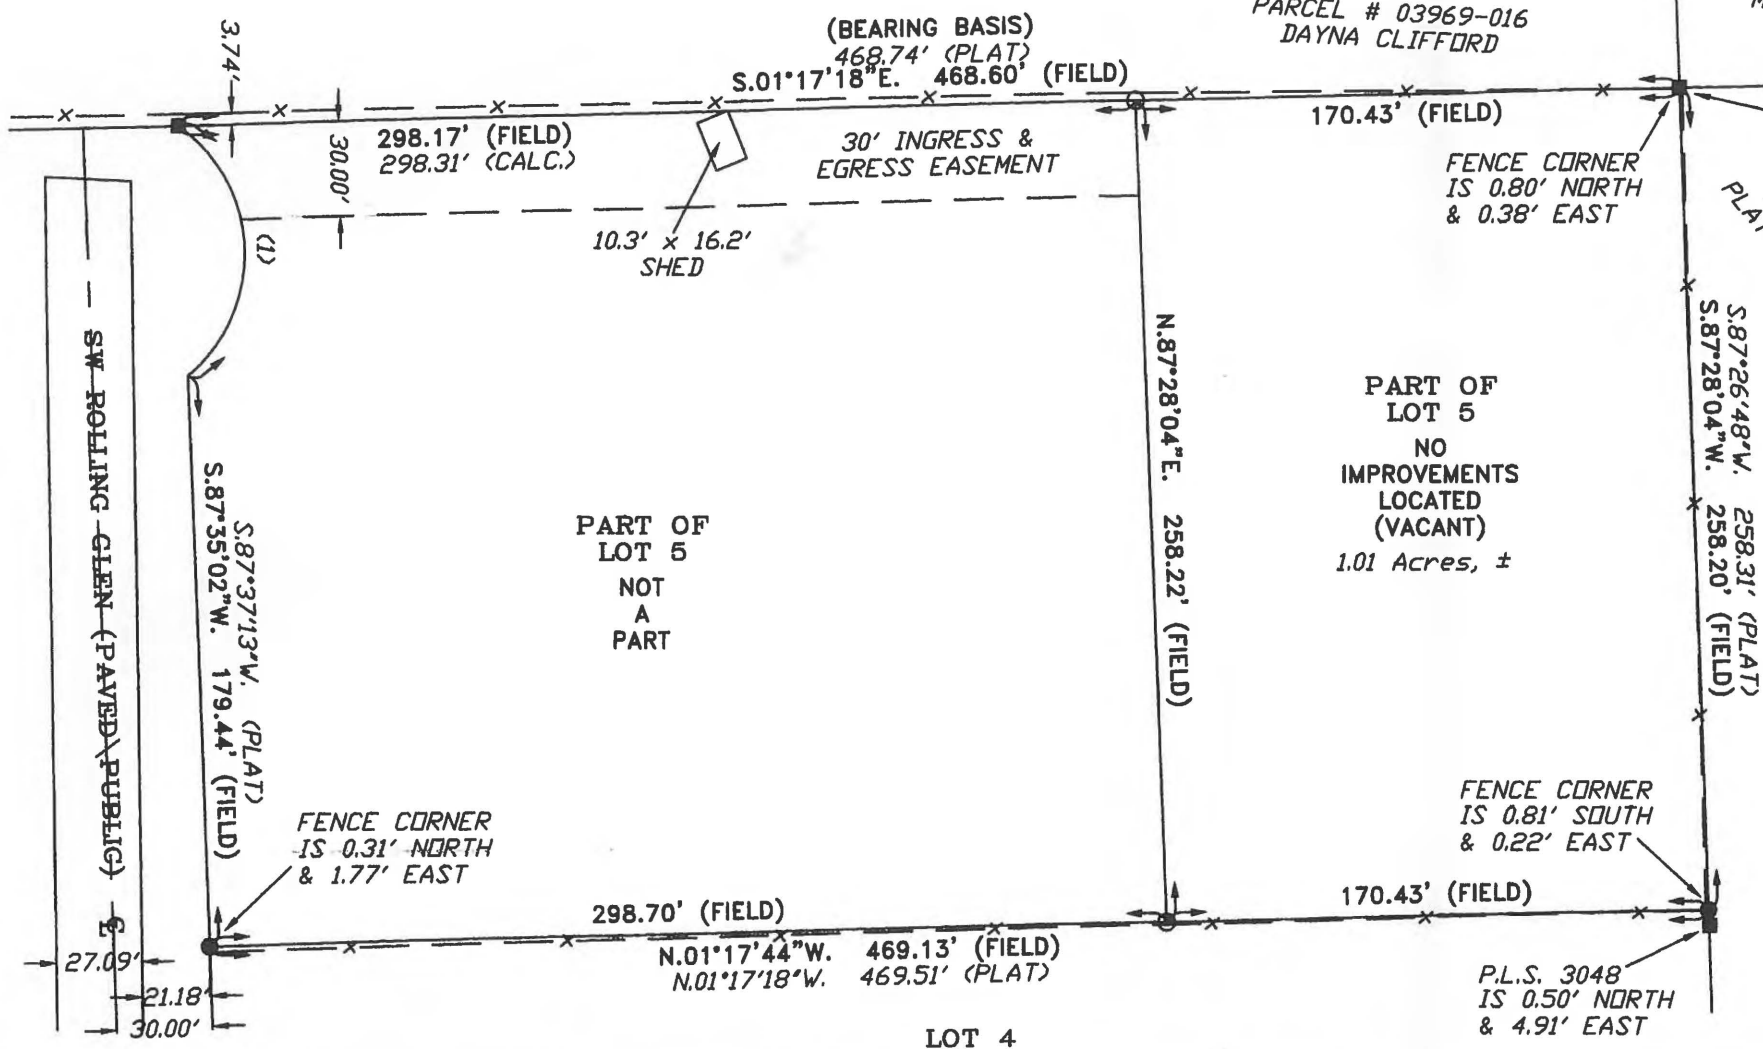 PARCEL # 03969-016
DAYNA CLIFFORD
(BEARING BASIS)
468.74' (PLAT)
S.01°17'18"E. 468.60' (FIELD)
3.74'
298.17' (FIELD)
298.31' (CALC.)
30.00'
30' INGRESS &
EGRESS EASEMENT
170.43' (FIELD)
FENCE CORNER
IS 0.80' NORTH
& 0.38' EAST
10.3' x 16.2'
SHED
(1)
SW ROLLING GLEN (PAVED\PUBLIC) ℄
S.87°37'13"W. (PLAT)
S.87°35'02"W. 179.44' (FIELD)
PART OF
LOT 5
NOT
A
PART
N.87°28'04"E. 258.22' (FIELD)
PART OF
LOT 5
NO
IMPROVEMENTS
LOCATED
(VACANT)
1.01 Acres, ±
S.87°26'48"W. 258.31' (PLAT)
S.87°28'04"W. 258.20' (FIELD)
FENCE CORNER
IS 0.31' NORTH
& 1.77' EAST
FENCE CORNER
IS 0.81' SOUTH
& 0.22' EAST
298.70' (FIELD)
170.43' (FIELD)
N.01°17'44"W. 469.13' (FIELD)
N.01°17'18"W. 469.51' (PLAT)
27.09'
21.18'
30.00'
P.L.S. 3048
IS 0.50' NORTH
& 4.91' EAST
LOT 4